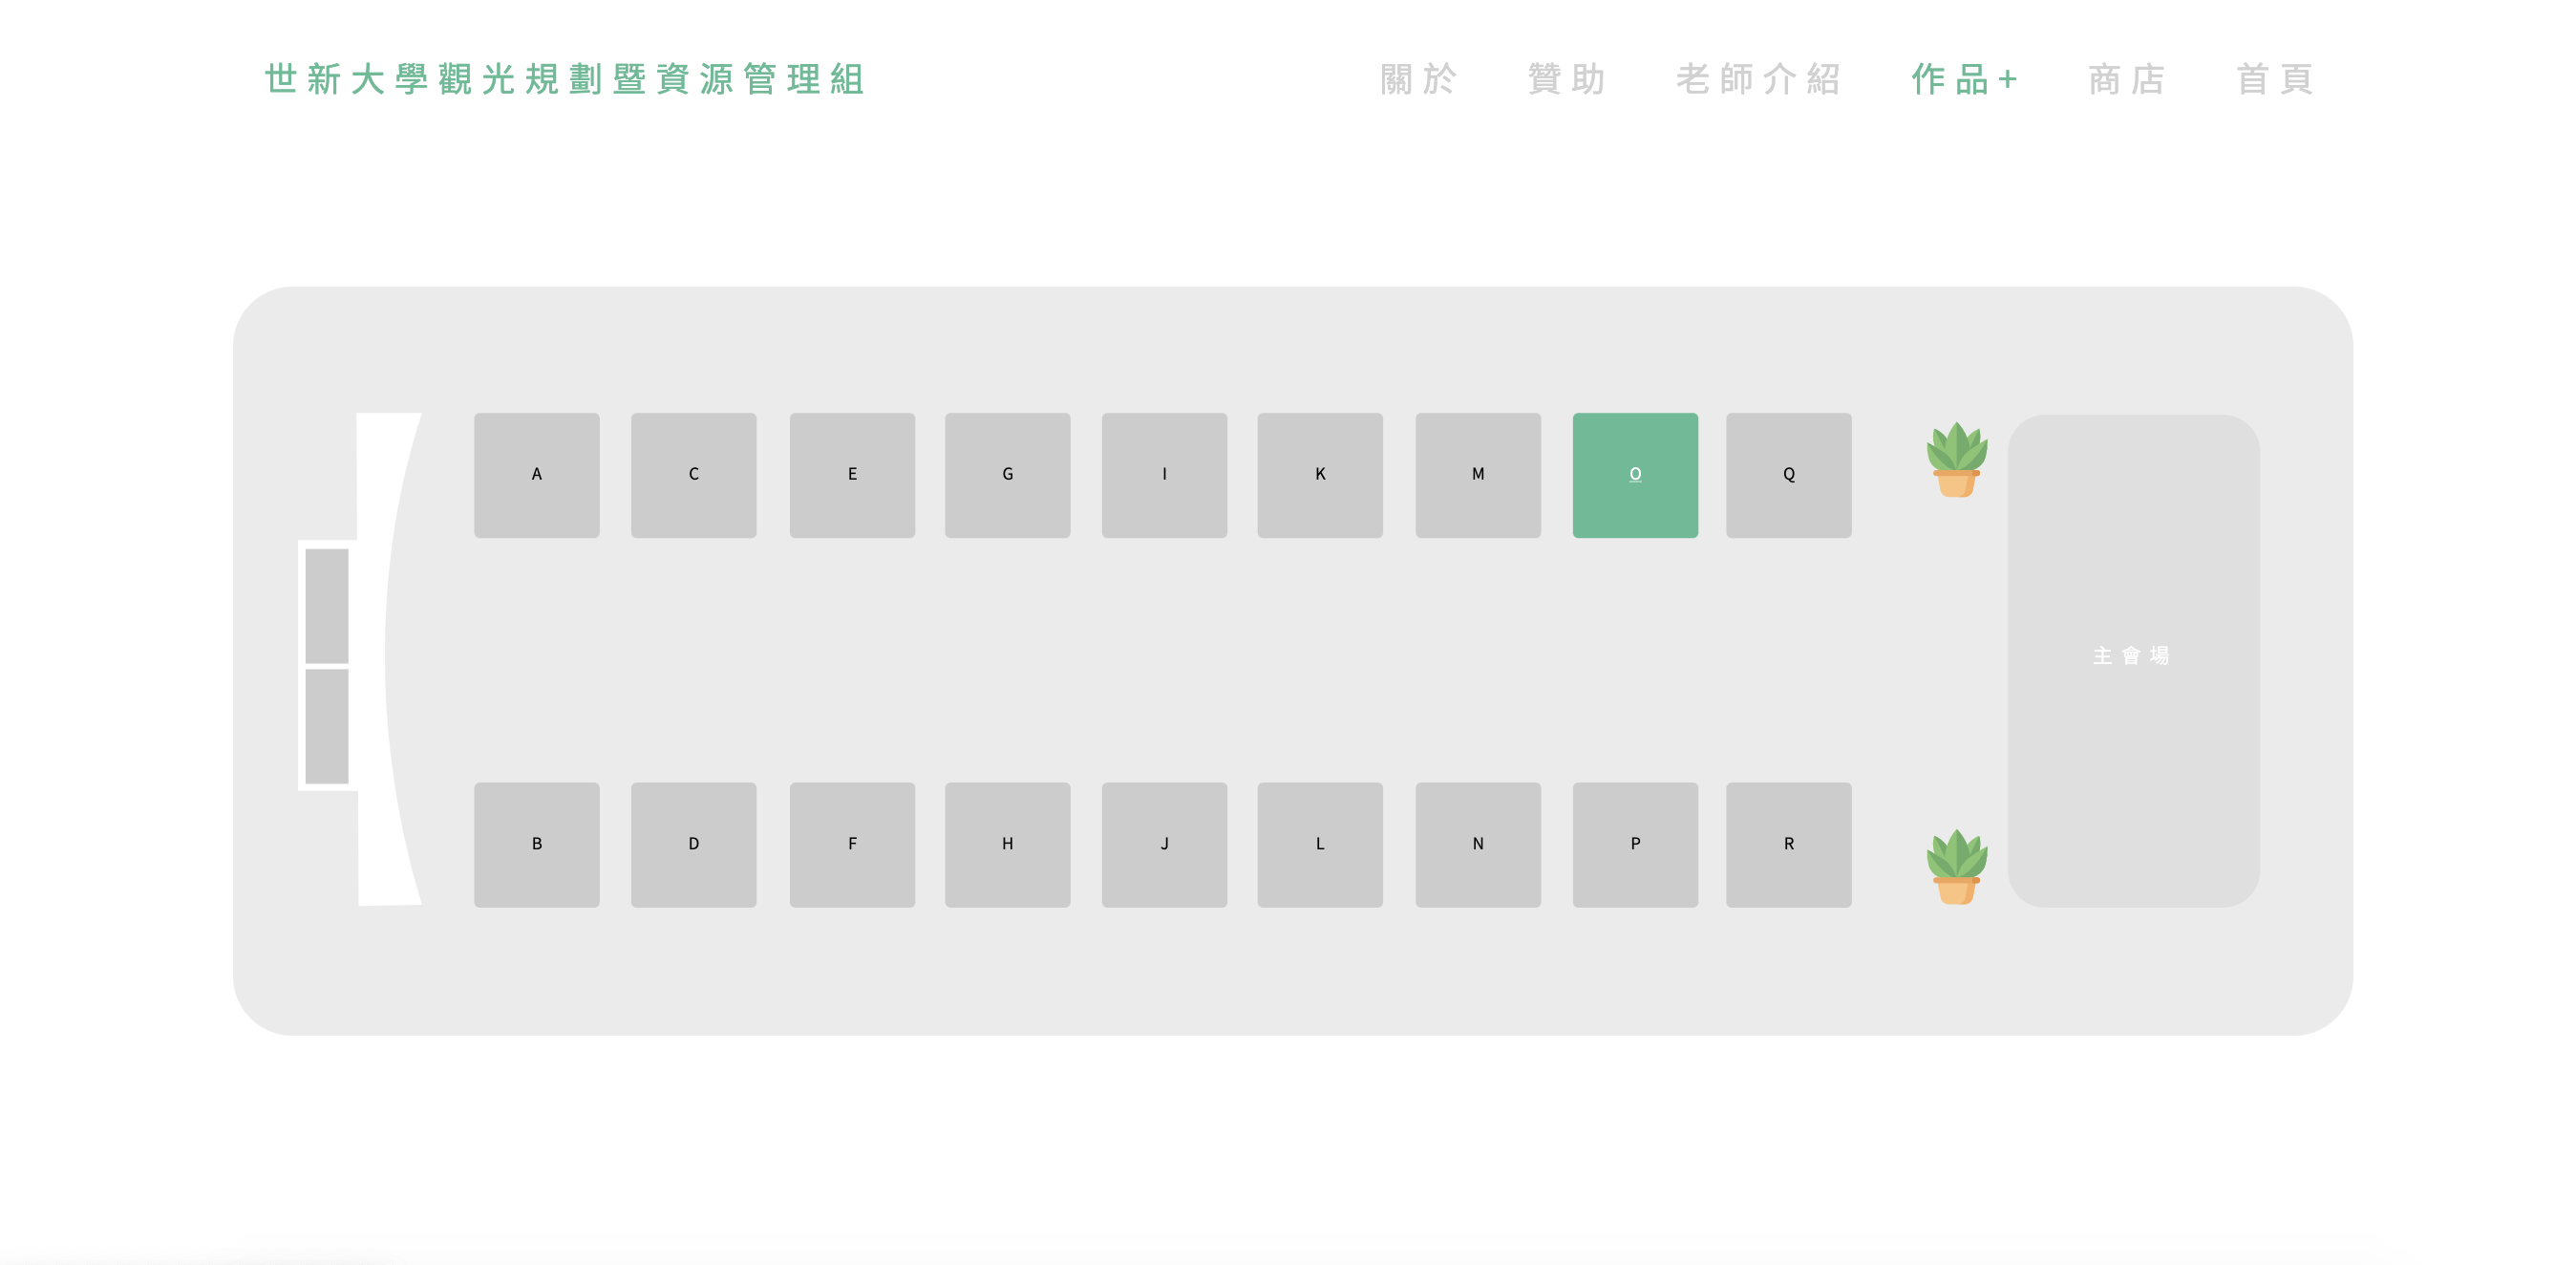 世新大學觀光規劃暨資源管理組
關於 贊助 老師介紹 作品+ 商店 首頁
A C E G I K M O Q
主會場
B D F H J L N P R